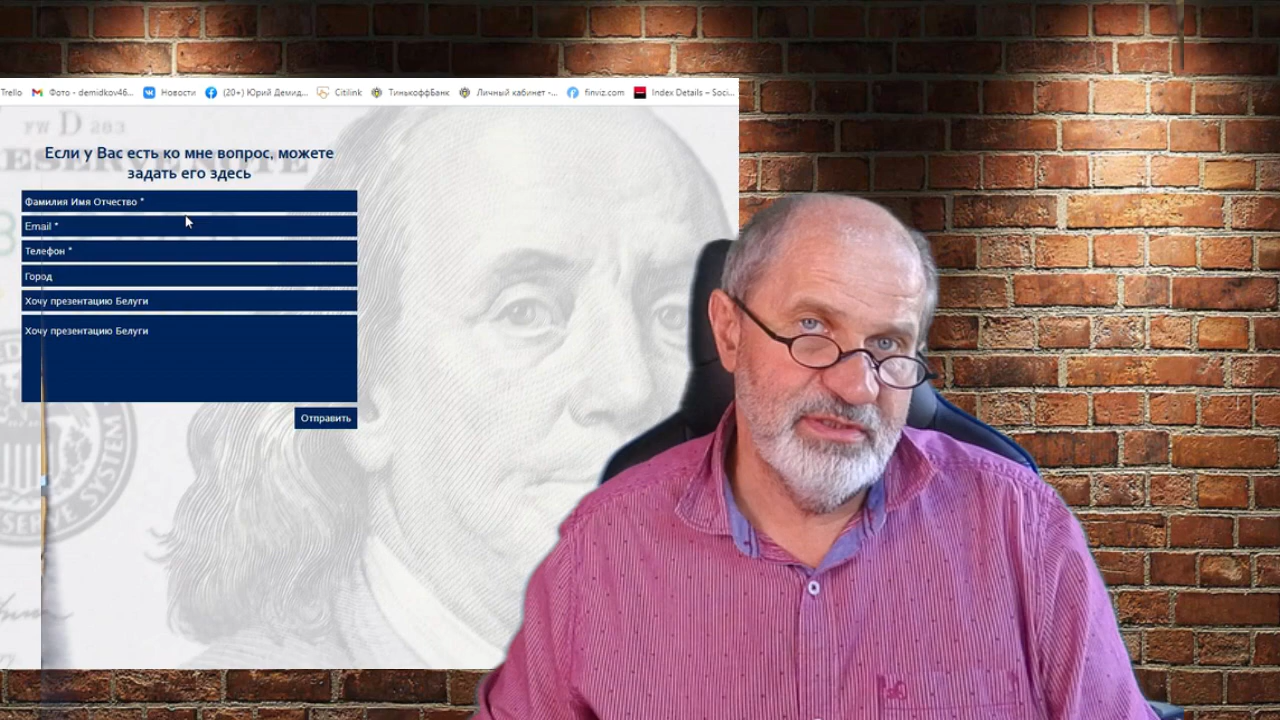 Trello Фото - demidkov46... Новости (20+) Юрий Демид... Citilink ТинькоффБанк Личный кабинет -... finviz.com Index Details – Soci...
FW D 203
Если у Вас есть ко мне вопрос, можете
задать его здесь
Фамилия Имя Отчество *
Email *
Телефон *
Город
Хочу презентацию Белуги
Хочу презентацию Белуги
Отправить